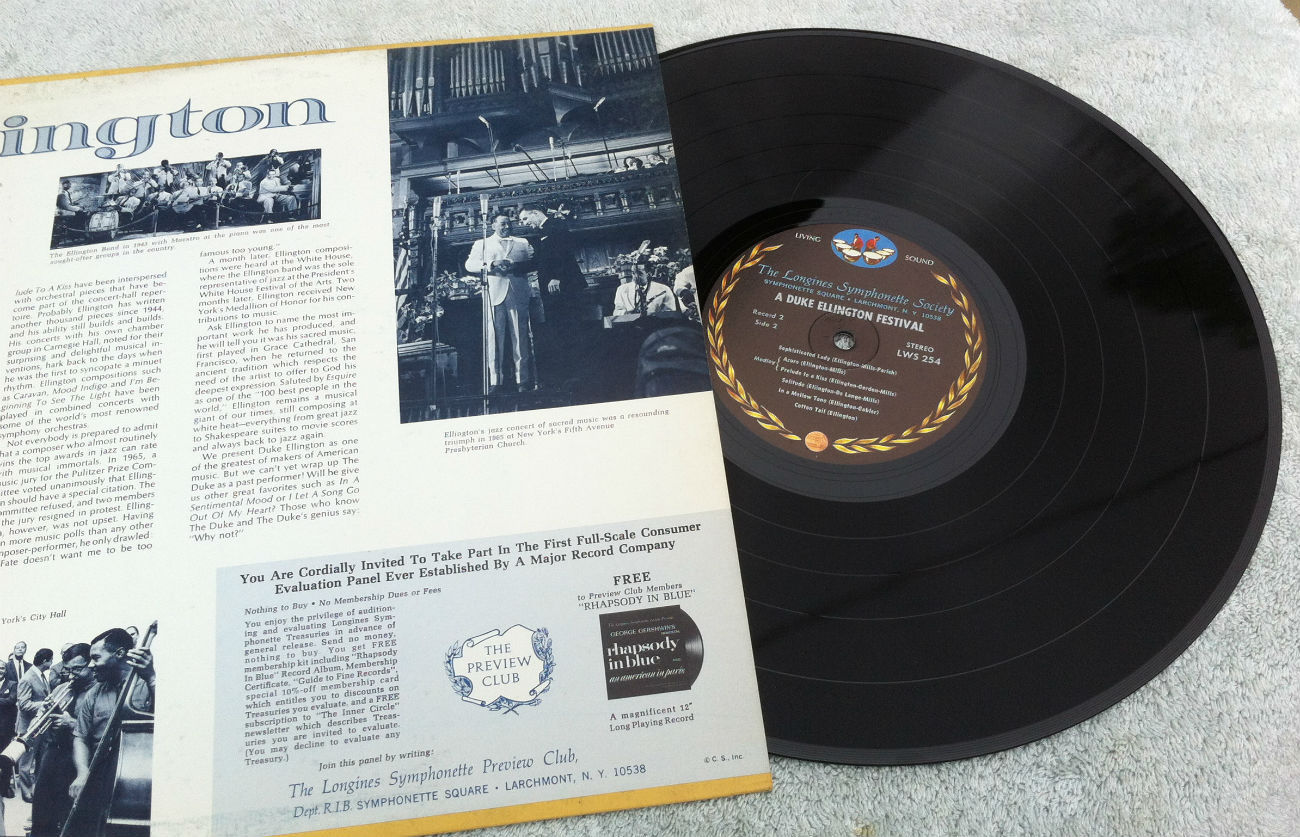 ington
The Ellington Band in 1943 with Maestro at the piano was one of the most
sought-after groups in the country.
lude To A Kiss have been interspersed
with orchestral pieces that have be-
come part of the concert-hall reper-
toire. Probably Ellington has written
another thousand pieces since 1944,
and his ability still builds and builds.
His concerts with his own chamber
group in Carnegie Hall, noted for their
surprising and delightful musical in-
ventions, hark back to the days when
he was the first to syncopate a minuet
rhythm. Ellington compositions such
as Caravan, Mood Indigo and I'm Be-
ginning To See The Light have been
played in combined concerts with
some of the world's most renowned
symphony orchestras.
Not everybody is prepared to admit
hat a composer who almost routinely
vins the top awards in jazz can rate
with musical immortals. In 1965, a
usic jury for the Pulitzer Prize Com-
ittee voted unanimously that Elling-
n should have a special citation. The
ommittee refused, and two members
the jury resigned in protest. Elling-
, however, was not upset. Having
n more music polls than any other
mposer-performer, he only drawled
Fate doesn't want me to be too
famous too young."
A month later, Ellington composi-
tions were heard at the White House,
where the Ellington band was the sole
representative of jazz at the President's
White House Festival of the Arts. Two
months later, Ellington received New
York's Medallion of Honor for his con-
tributions to music.
Ask Ellington to name the most im-
portant work he has produced, and
he will tell you it was his sacred music,
first played in Grace Cathedral, San
Francisco, when he returned to the
ancient tradition which respects the
need of the artist to offer to God his
deepest expression. Saluted by Esquire
as one of the "100 best people in the
world," Ellington remains a musical
giant of our times, still composing at
white heat—everything from great jazz
to Shakespeare suites to movie scores
and always back to jazz again.
We present Duke Ellington as one
of the greatest of makers of American
music. But we can't yet wrap up The
Duke as a past performer! Will he give
us other great favorites such as In A
Sentimental Mood or I Let A Song Go
Out Of My Heart? Those who know
The Duke and The Duke's genius say:
"Why not?"
Ellington's jazz concert of sacred music was a resounding
triumph in 1965 at New York's Fifth Avenue
Presbyterian Church.
York's City Hall
You Are Cordially Invited To Take Part In The First Full-Scale Consumer
Evaluation Panel Ever Established By A Major Record Company
Nothing to Buy • No Membership Dues or Fees
You enjoy the privilege of audition-
ing and evaluating Longines Sym-
phonette Treasuries in advance of
general release. Send no money,
nothing to buy. You get FREE
membership kit including "Rhapsody
In Blue" Record Album, Membership
Certificate, "Guide to Fine Records",
special 10%-off membership card
which entitles you to discounts on
Treasures you evaluate, and a FREE
subscription to "The Inner Circle"
newsletter which describes Treas-
uries you are invited to evaluate.
(You may decline to evaluate any
Treasury.)
THE
PREVIEW
CLUB
FREE
to Preview Club Members
"RHAPSODY IN BLUE"
GEORGE GERSHWIN'S
rhapsody
in blue
an american in paris
A magnificent 12"
Long Playing Record
Join this panel by writing:
The Longines Symphonette Preview Club,
Dept. R.I.B. SYMPHONETTE SQUARE • LARCHMONT, N. Y. 10538
© C. S., Inc.
LIVING SOUND
The Longines Symphonette Society
SYMPHONETTE SQUARE • LARCHMONT, N. Y. 10538
A DUKE ELLINGTON FESTIVAL
Record 2
Side 2
STEREO
LWS 254
Sophisticated Lady (Ellington-Mills-Parish)
Medley { Azure (Ellington-Mills)
Prelude to a Kiss (Ellington-Gordon-Mills)
Solitude (Ellington-De Lange-Mills)
In a Mellow Tone (Ellington-Gabler)
Cotton Tail (Ellington)